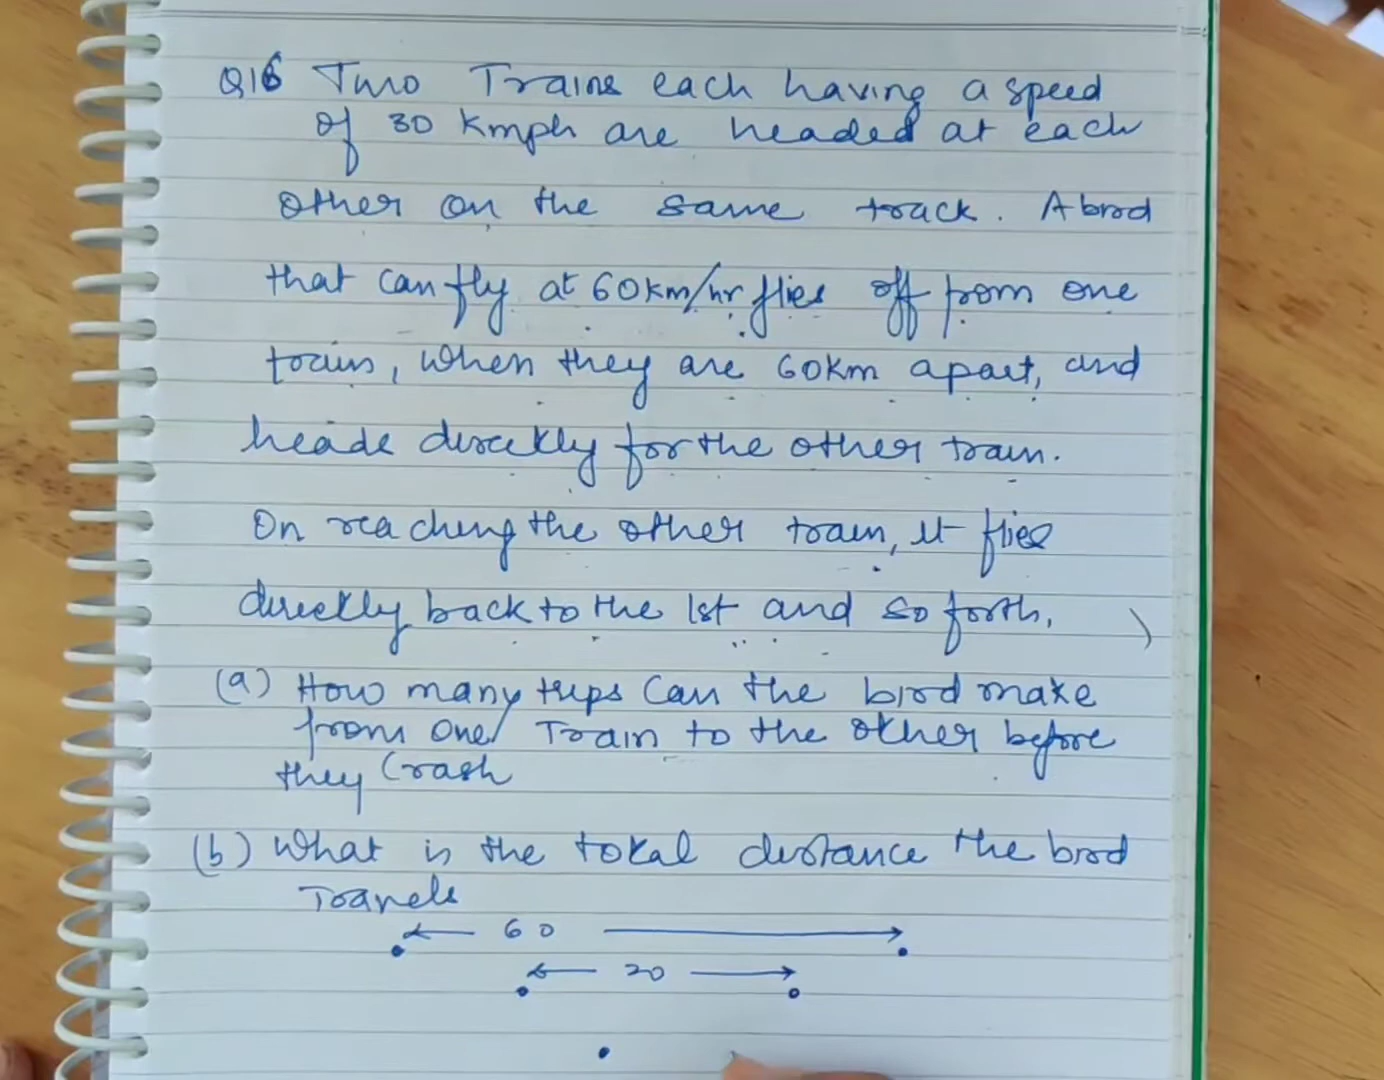 Q16 Two Trains each having a speed
of 30 kmph are headed at each
other on the same track. A bird
that can fly at 60km/hr flies off from one
train, when they are 60km apart, and
heads directly for the other train.
On reaching the other train, it flies
directly back to the 1st and so forth,
(a) How many trips can the bird make
from one Train to the other before
they Crash
(b) What is the total distance the bird
Travels
60
20